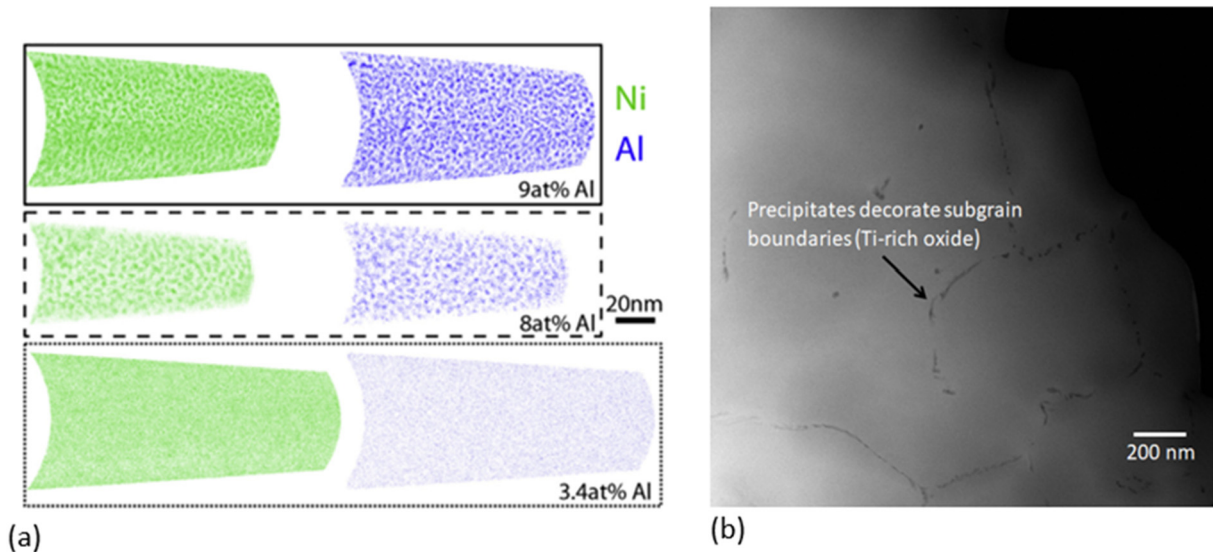 Ni
Al
9at% Al
20nm
8at% Al
3.4at% Al
(a)
Precipitates decorate subgrain
boundaries (Ti-rich oxide)
200 nm
(b)